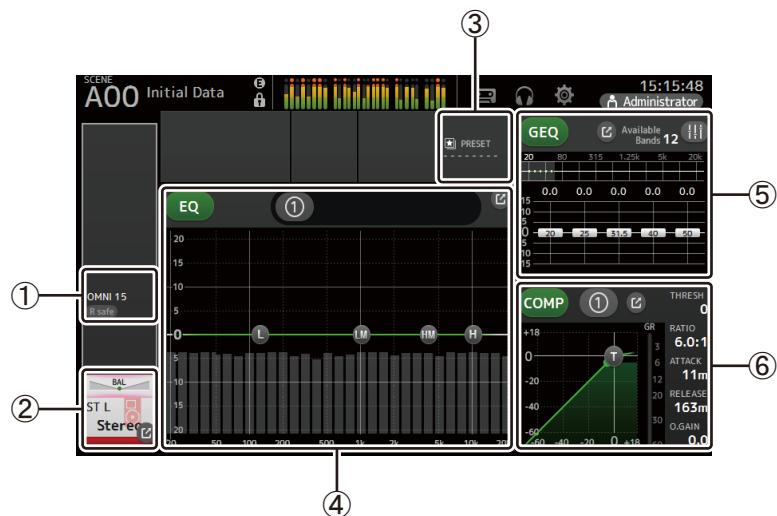 ③
SCENE
A00 Initial Data
E
15:15:48
Administrator
PRESET
GEQ
Available
Bands 12
20 80 315 1.25k 5k 20k
0.0 0.0 0.0 0.0 0.0
15
10
5
0
20 25 31.5 40 50
5
10
15
⑤
EQ
①
20
15
10
5
0
L LM HM H
5
10
15
20
20 50 100 200 500 1k 2k 5k 10k
①
OMNI 15
R safe
②
BAL
ST L
Stereo
COMP
①
THRESH
0
+18
GR
RATIO
6.0:1
0
T
3
6
ATTACK
11m
-20
12
20
RELEASE
163m
-40
30
O.GAIN
0.0
-60
-60 -40 -20 0 +18
60
⑥
④